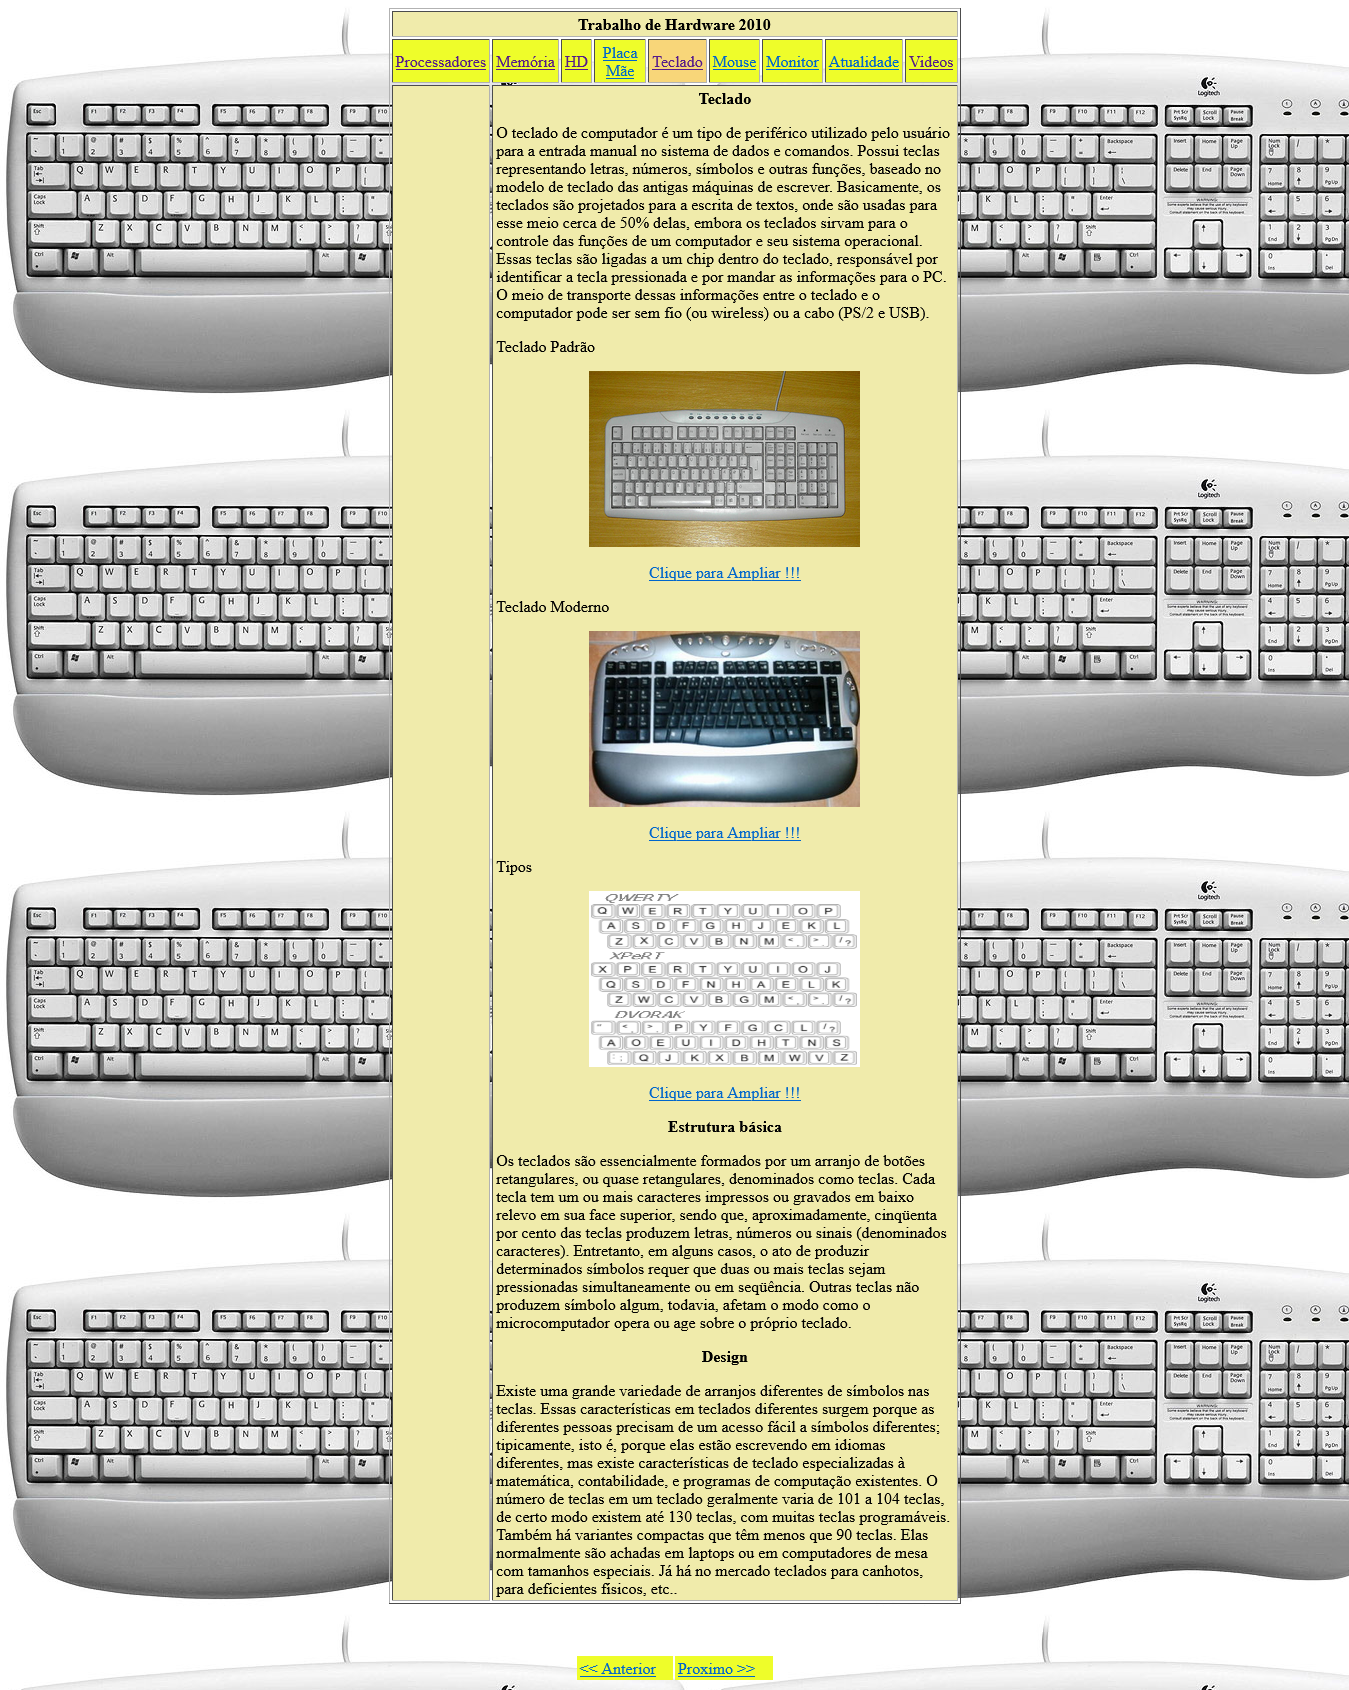 Trabalho de Hardware 2010
Processadores Memória HD Placa Mãe Teclado Mouse Monitor Atualidade Videos
Teclado
O teclado de computador é um tipo de periférico utilizado pelo usuário
para a entrada manual no sistema de dados e comandos. Possui teclas
representando letras, números, símbolos e outras funções, baseado no
modelo de teclado das antigas máquinas de escrever. Basicamente, os
teclados são projetados para a escrita de textos, onde são usadas para
esse meio cerca de 50% delas, embora os teclados sirvam para o
controle das funções de um computador e seu sistema operacional.
Essas teclas são ligadas a um chip dentro do teclado, responsável por
identificar a tecla pressionada e por mandar as informações para o PC.
O meio de transporte dessas informações entre o teclado e o
computador pode ser sem fio (ou wireless) ou a cabo (PS/2 e USB).
Teclado Padrão
Clique para Ampliar !!!
Teclado Moderno
Clique para Ampliar !!!
Tipos
QWERTY
Q W E R T Y U I O P
A S D F G H J E K L
Z X C V B N M < , > . / ?
XPeRT
X P E R T Y U I O J
Q S D F N H A E L K
Z W C V B G M < , > . / ?
DVORAK
" < , > . P Y F G C L / ?
A O E U I D H T N S
: ; Q J K X B M W V Z
Clique para Ampliar !!!
Estrutura básica
Os teclados são essencialmente formados por um arranjo de botões
retangulares, ou quase retangulares, denominados como teclas. Cada
tecla tem um ou mais caracteres impressos ou gravados em baixo
relevo em sua face superior, sendo que, aproximadamente, cinqüenta
por cento das teclas produzem letras, números ou sinais (denominados
caracteres). Entretanto, em alguns casos, o ato de produzir
determinados símbolos requer que duas ou mais teclas sejam
pressionadas simultaneamente ou em seqüência. Outras teclas não
produzem símbolo algum, todavia, afetam o modo como o
microcomputador opera ou age sobre o próprio teclado.
Design
Existe uma grande variedade de arranjos diferentes de símbolos nas
teclas. Essas características em teclados diferentes surgem porque as
diferentes pessoas precisam de um acesso fácil a símbolos diferentes;
tipicamente, isto é, porque elas estão escrevendo em idiomas
diferentes, mas existe características de teclado especializadas à
matemática, contabilidade, e programas de computação existentes. O
número de teclas em um teclado geralmente varia de 101 a 104 teclas,
de certo modo existem até 130 teclas, com muitas teclas programáveis.
Também há variantes compactas que têm menos que 90 teclas. Elas
normalmente são achadas em laptops ou em computadores de mesa
com tamanhos especiais. Já há no mercado teclados para canhotos,
para deficientes físicos, etc..
<< Anterior Proximo >>